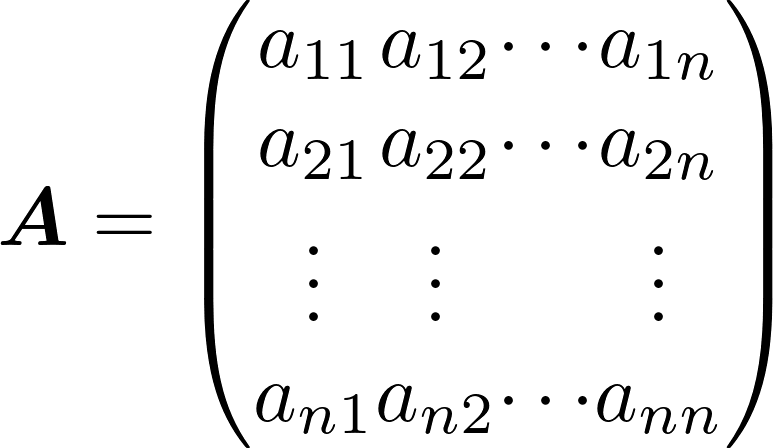 a₁₁ a₁₂ ⋯ a₁ₙ
a₂₁ a₂₂ ⋯ a₂ₙ
A = ( ⋮ ⋮ ⋮ )
aₙ₁ aₙ₂ ⋯ aₙₙ